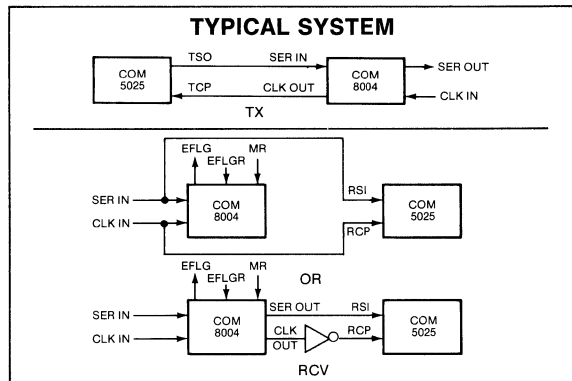 TYPICAL SYSTEM
COM 5025
TSO
SER IN
COM 8004
SER OUT
TCP
CLK OUT
CLK IN
TX
EFLG
EFLGR
MR
SER IN
CLK IN
COM 8004
RSI
RCP
COM 5025
OR
EFLG
EFLGR
MR
SER IN
CLK IN
COM 8004
SER OUT
RSI
CLK OUT
RCP
COM 5025
RCV